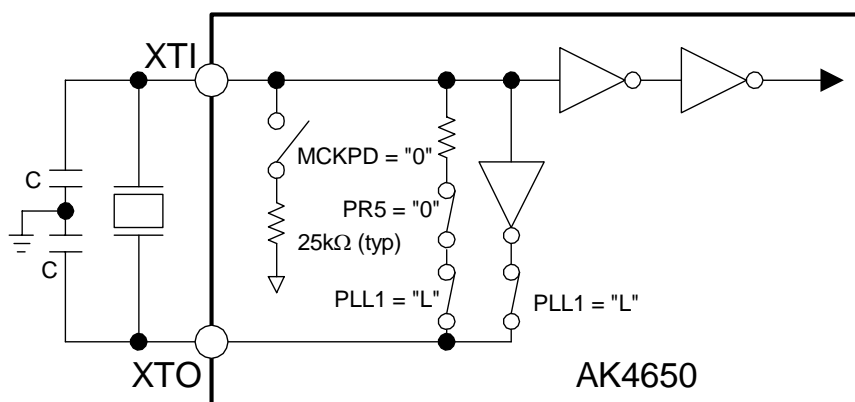 XTI
MCKPD = "0"
C
PR5 = "0"
25kΩ (typ)
C
PLL1 = "L"
PLL1 = "L"
XTO
AK4650